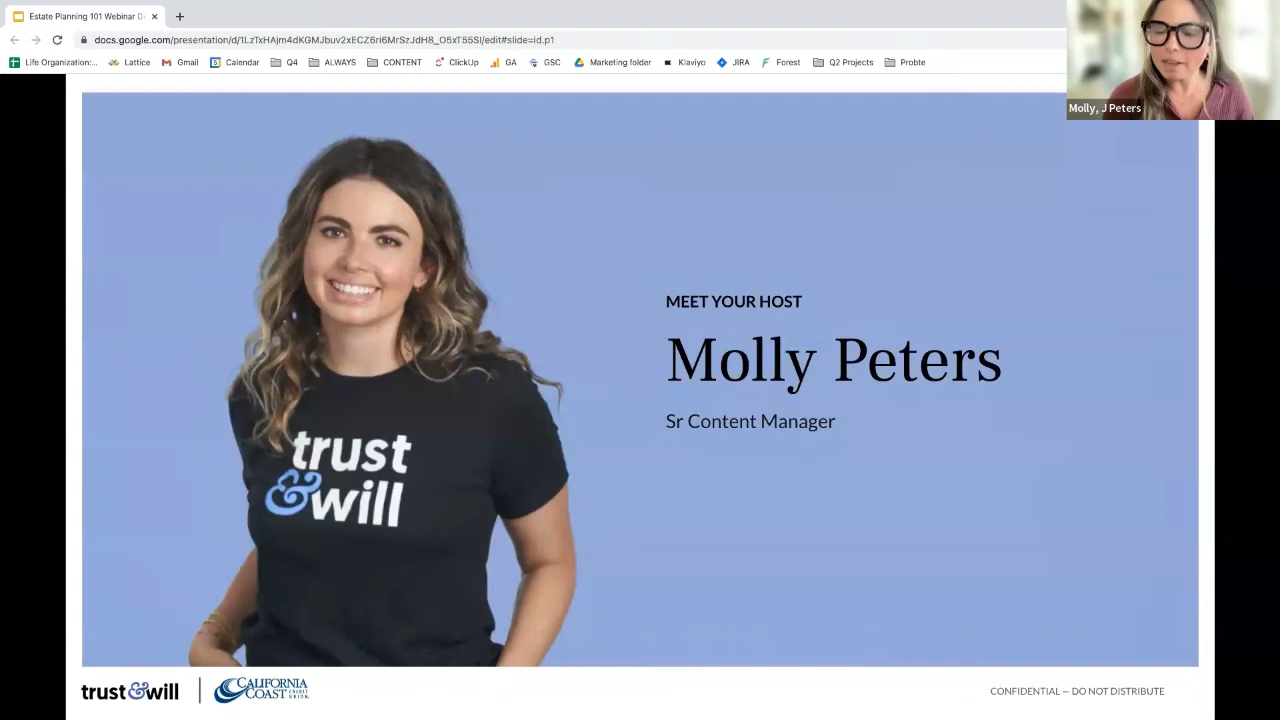 Estate Planning 101 Webinar D
docs.google.com/presentation/d/1LzTxHAjm4dKGMJbuv2xECZ6ri6MrSzJdH8_O5xT55SI/edit#slide=id.p1
Life Organization:... Lattice Gmail Calendar Q4 ALWAYS CONTENT ClickUp GA GSC Marketing folder Klaviyo JIRA Forest Q2 Projects Probte
Molly, J Peters
MEET YOUR HOST
Molly Peters
Sr Content Manager
trust
&will
trust&will
CALIFORNIA
COAST CREDIT UNION
CONFIDENTIAL – DO NOT DISTRIBUTE